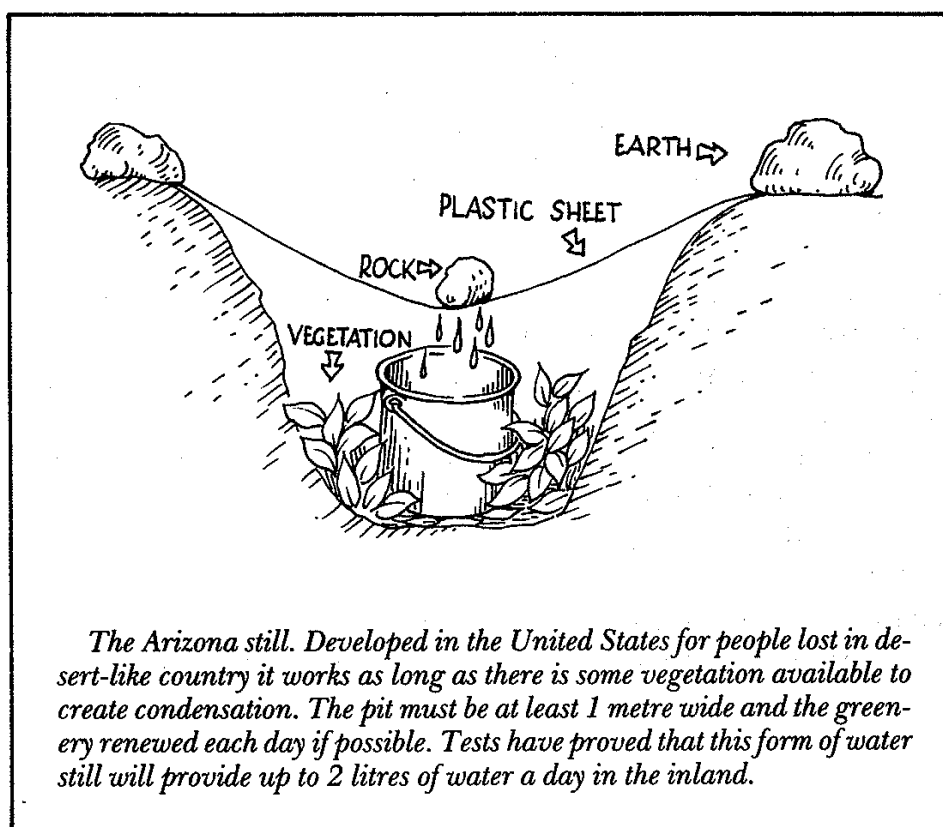 EARTH
PLASTIC SHEET
ROCK
VEGETATION
The Arizona still. Developed in the United States for people lost in de-
sert-like country it works as long as there is some vegetation available to
create condensation. The pit must be at least 1 metre wide and the green-
ery renewed each day if possible. Tests have proved that this form of water
still will provide up to 2 litres of water a day in the inland.